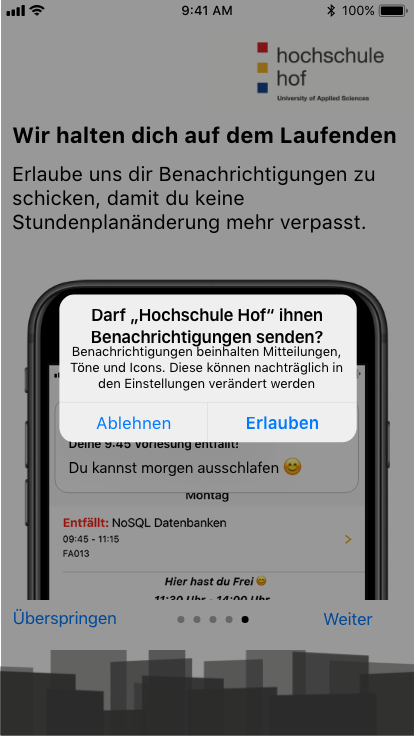 9:41 AM
100%
hochschule
hof
University of Applied Sciences
Wir halten dich auf dem Laufenden
Erlaube uns dir Benachrichtigungen zu
schicken, damit du keine
Stundenplanänderung mehr verpasst.
Darf „Hochschule Hof“ ihnen
Benachrichtigungen senden?
Benachrichtigungen beinhalten Mitteilungen,
Töne und Icons. Diese können nachträglich in
den Einstellungen verändert werden
Ablehnen
Erlauben
Deine 9:45 Vorlesung entfällt!
Du kannst morgen ausschlafen 😊
Montag
Entfällt: NoSQL Datenbanken
09:45 - 11:15
FA013
Hier hast du Frei 😊
11:30 Uhr - 14:00 Uhr
Überspringen
Weiter